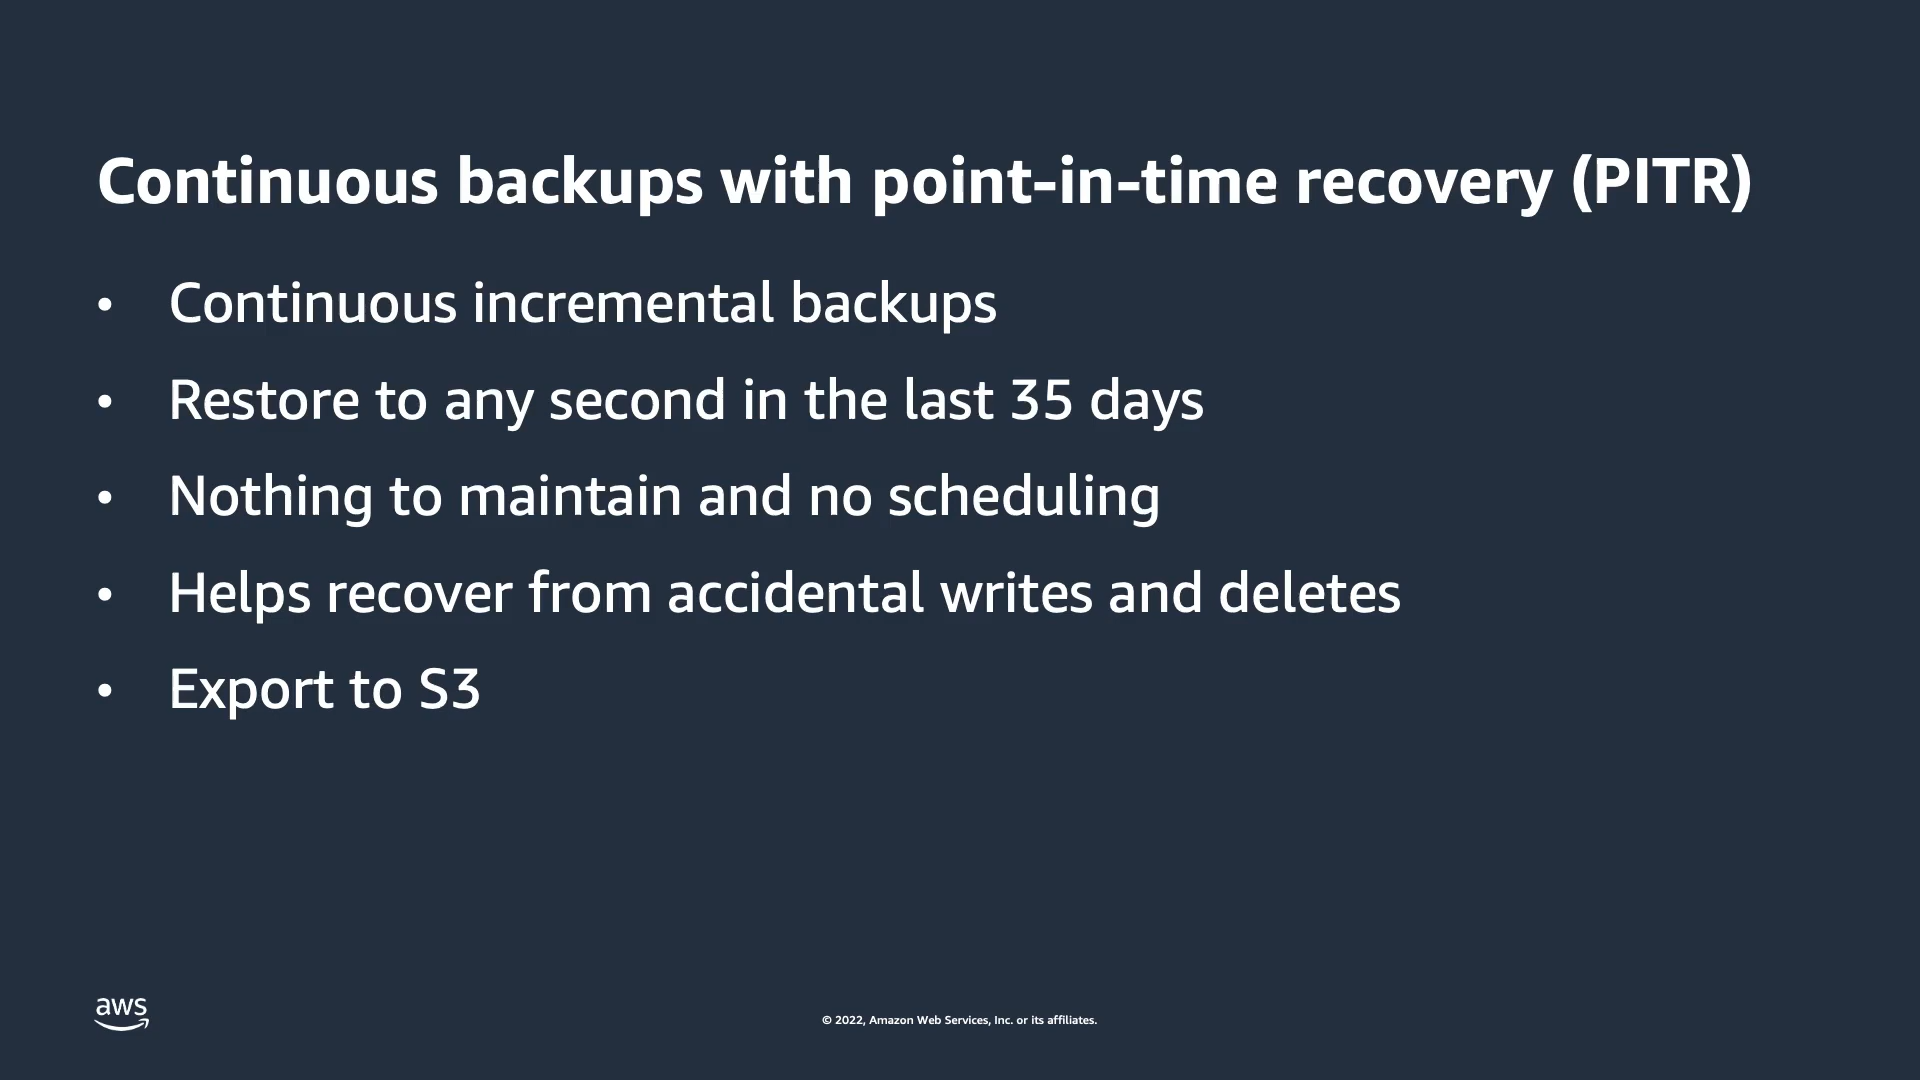 Continuous backups with point-in-time recovery (PITR)
• Continuous incremental backups
• Restore to any second in the last 35 days
• Nothing to maintain and no scheduling
• Helps recover from accidental writes and deletes
• Export to S3
aws
© 2022, Amazon Web Services, Inc. or its affiliates.